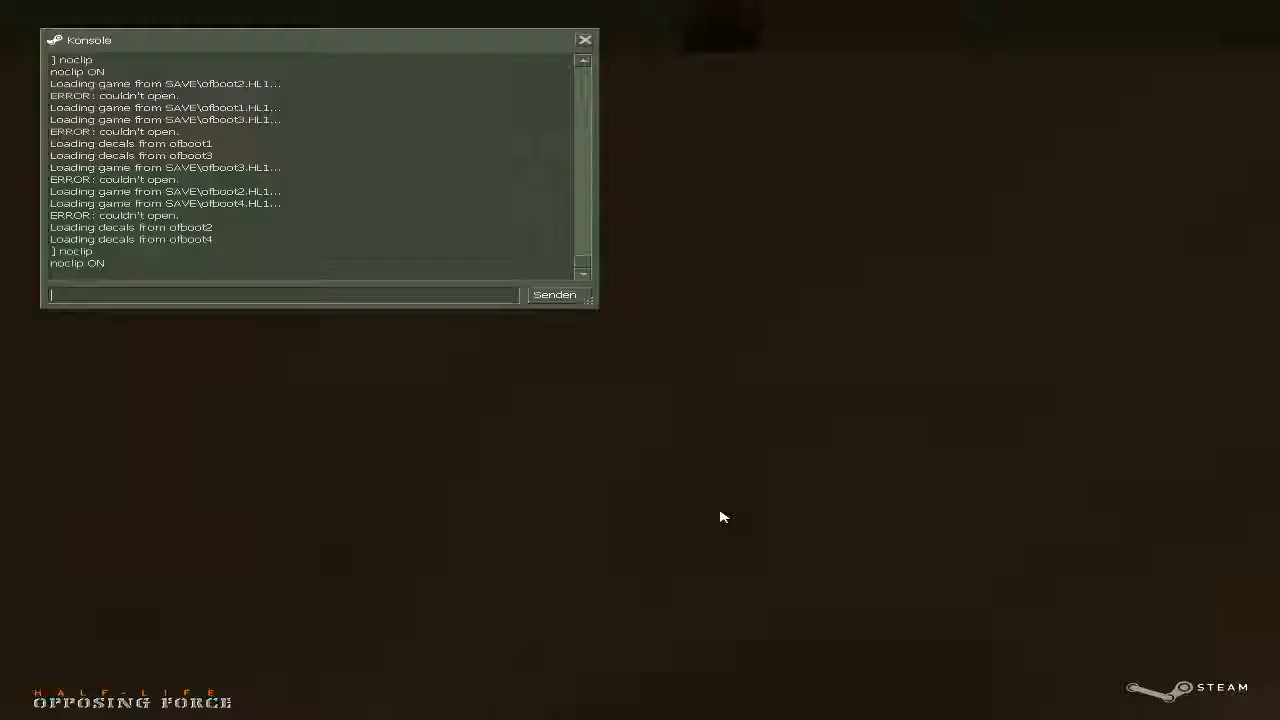 Konsole
] noclip
noclip ON
Loading game from SAVE\ofboot2.HL1...
ERROR: couldn't open.
Loading game from SAVE\ofboot1.HL1...
Loading game from SAVE\ofboot3.HL1...
ERROR: couldn't open.
Loading decals from ofboot1
Loading decals from ofboot3
Loading game from SAVE\ofboot3.HL1...
ERROR: couldn't open.
Loading game from SAVE\ofboot2.HL1...
Loading game from SAVE\ofboot4.HL1...
ERROR: couldn't open.
Loading decals from ofboot2
Loading decals from ofboot4
] noclip
noclip ON
Senden
HALF-LIFE
OPPOSING FORCE
STEAM